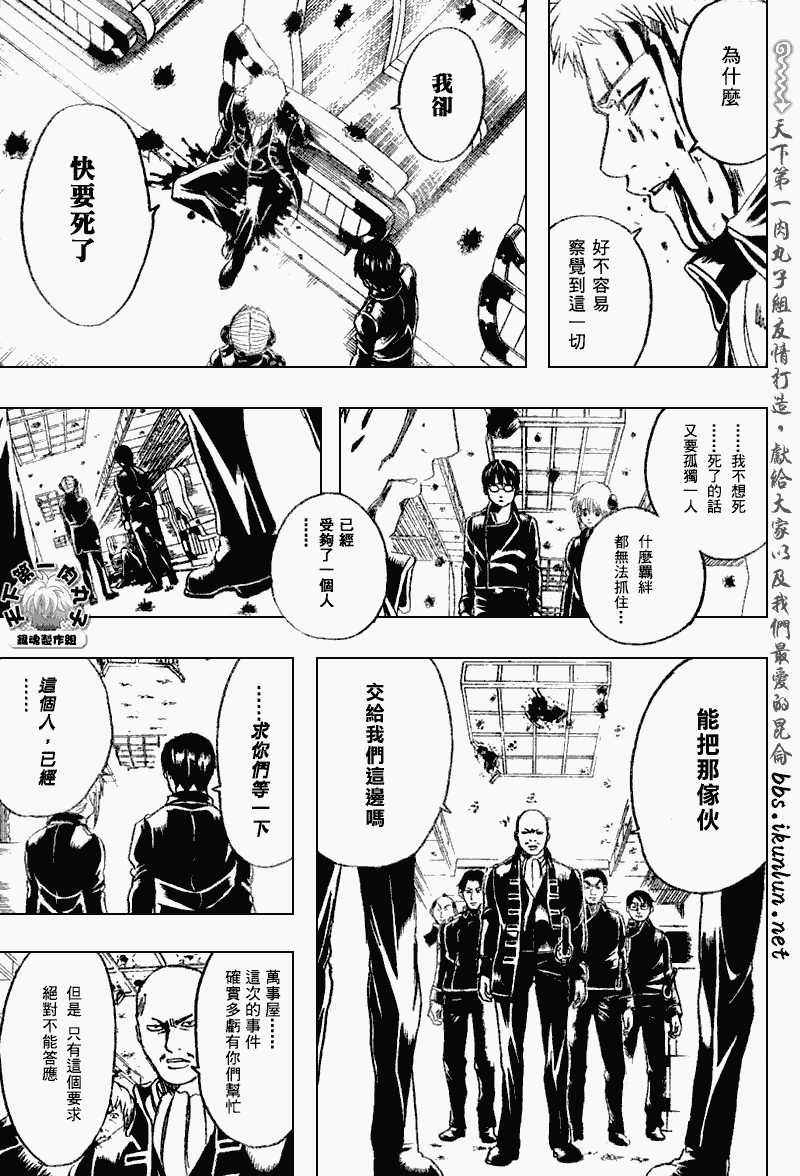 為什麼
好不容易
察覺到這一切
我卻
快要死了
……我不想死
……死了的話
又要孤獨一人
什麼羈絆
都無法抓住…
已經
受夠了一個人
……
能把那傢伙
交給我們這邊嗎
……求你們等一下
這個人，已經
……
萬事屋……
這次的事件
確實多虧有你們幫忙
但是 只有這個要求
絕對不能答應
天下第一肉丸子組友情打造，獻給大家以及我們最愛的昆侖 bbs.ikunlun.net
天下第一肉丸子
銀魂製作組